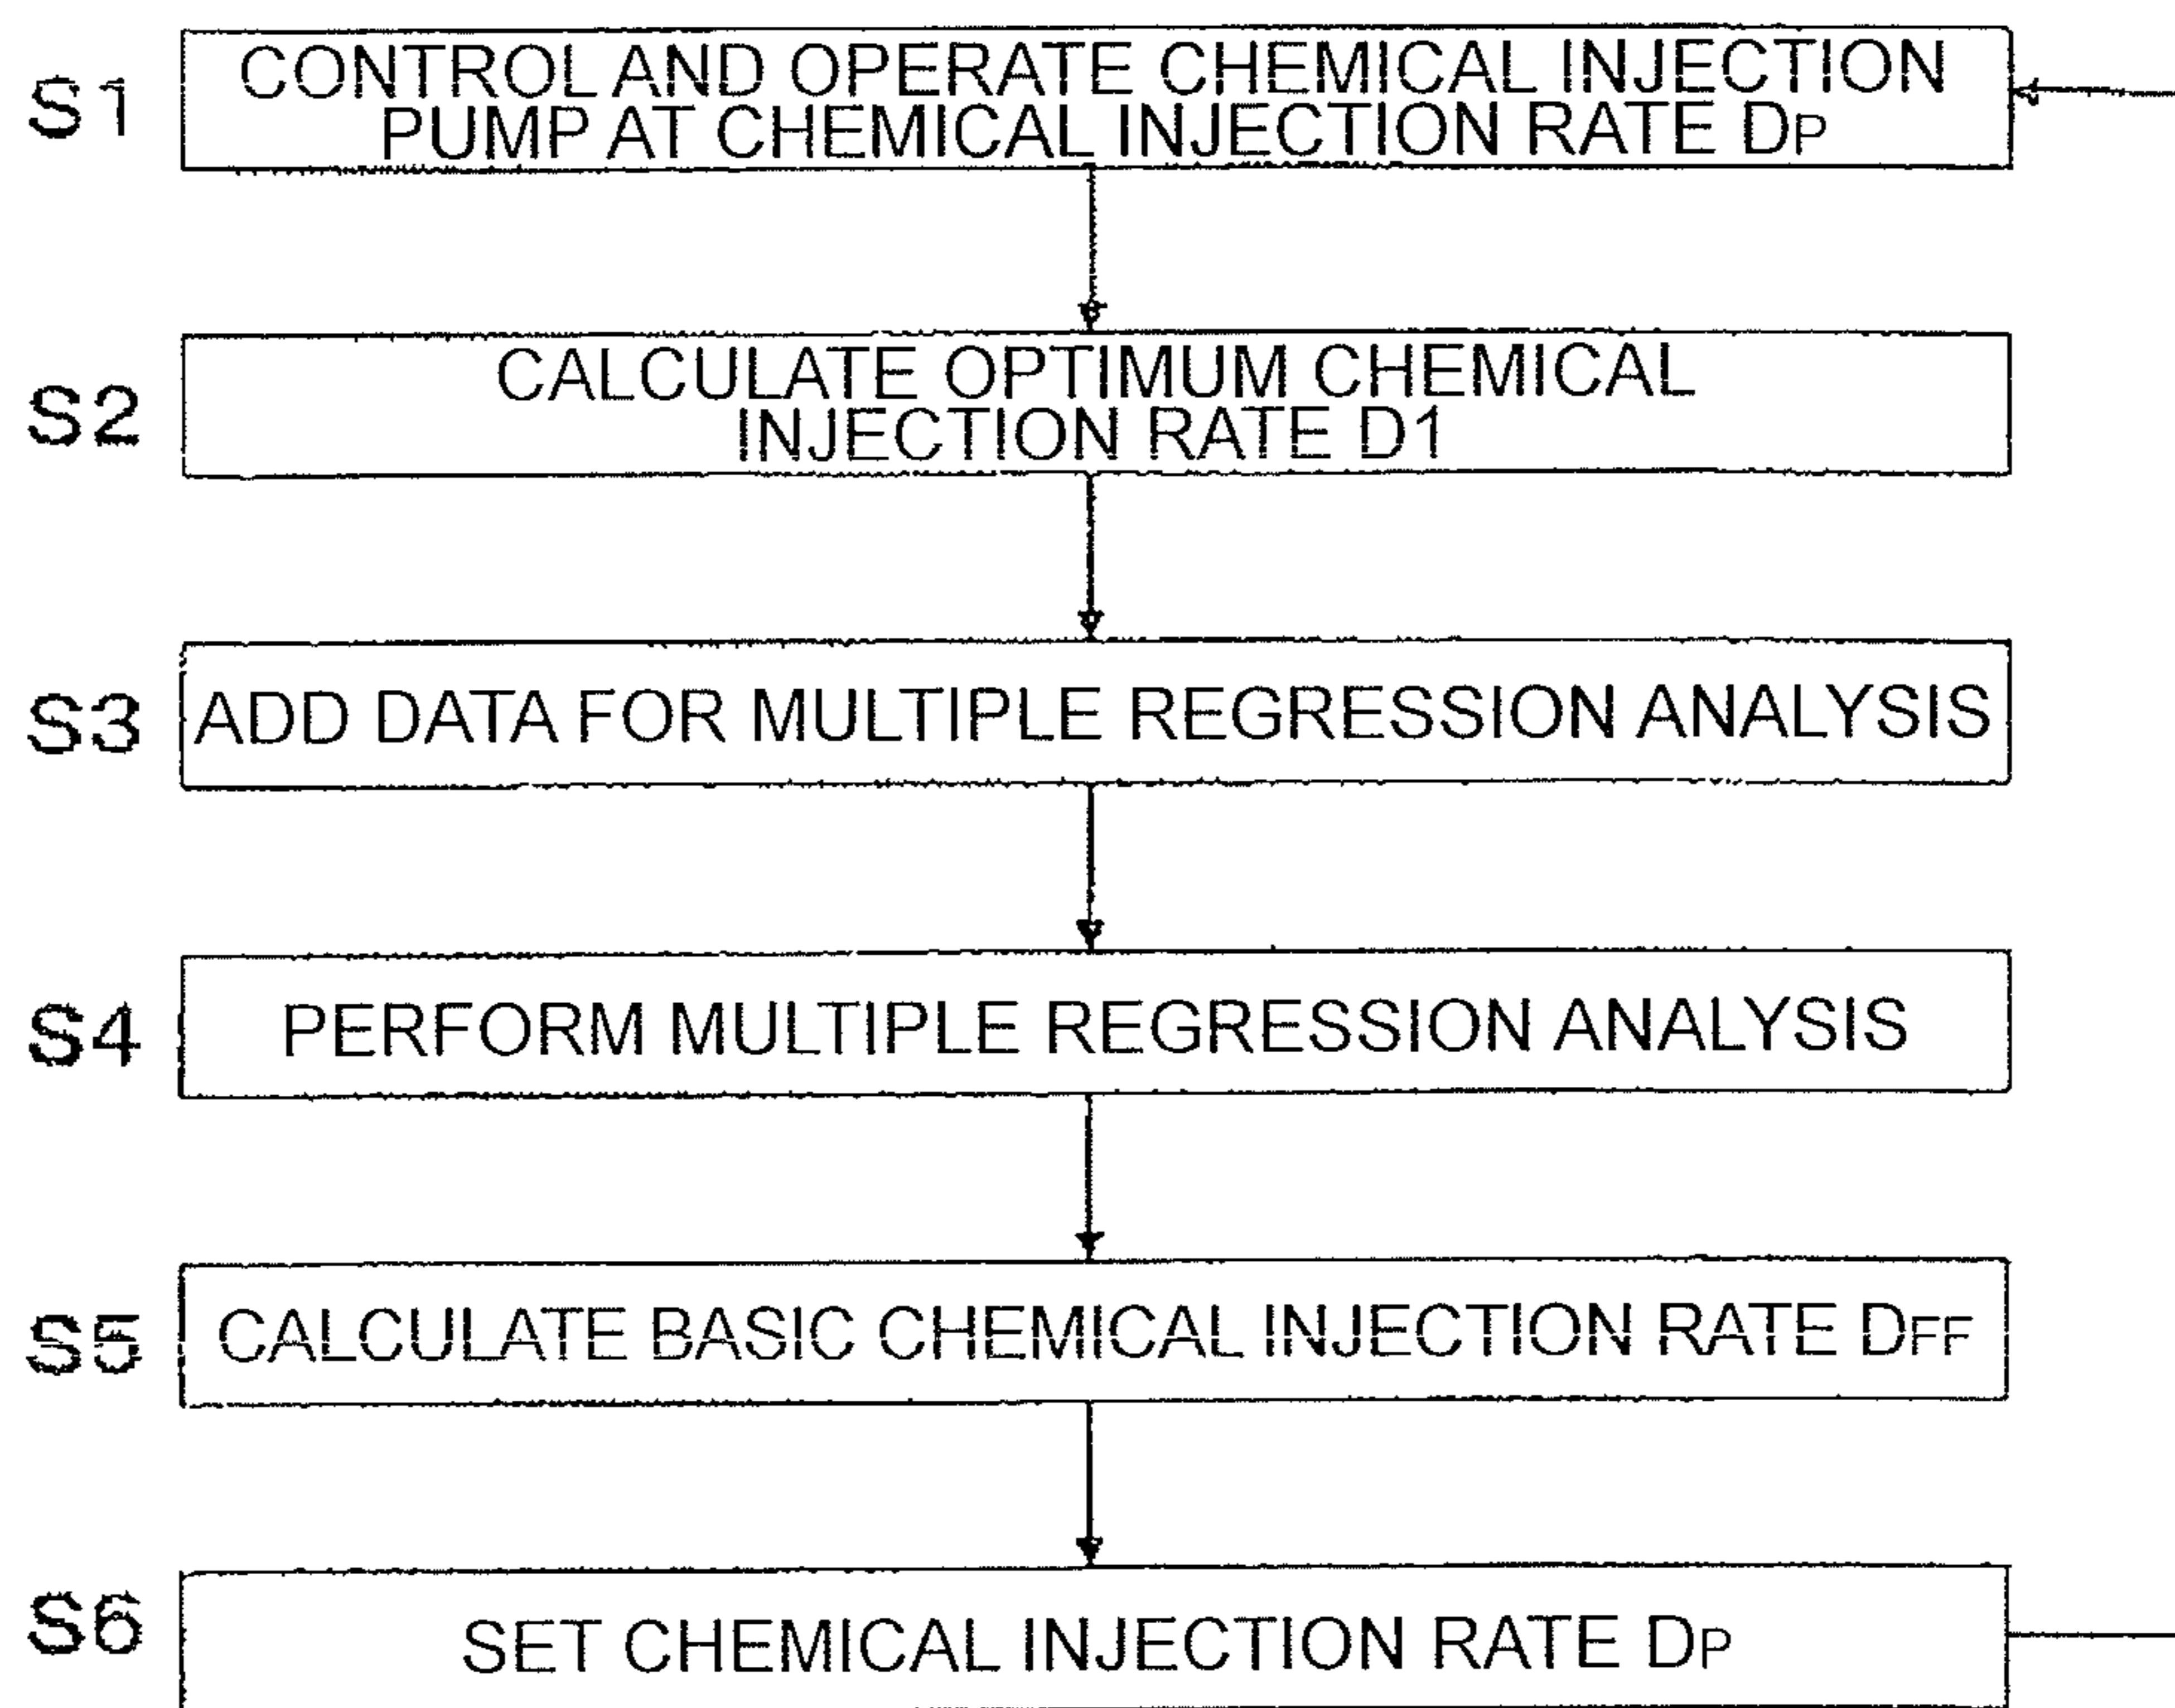 S1
CONTROL AND OPERATE CHEMICAL INJECTION
PUMP AT CHEMICAL INJECTION RATE DP
S2
CALCULATE OPTIMUM CHEMICAL
INJECTION RATE D1
S3
ADD DATA FOR MULTIPLE REGRESSION ANALYSIS
S4
PERFORM MULTIPLE REGRESSION ANALYSIS
S5
CALCULATE BASIC CHEMICAL INJECTION RATE DFF
S6
SET CHEMICAL INJECTION RATE DP